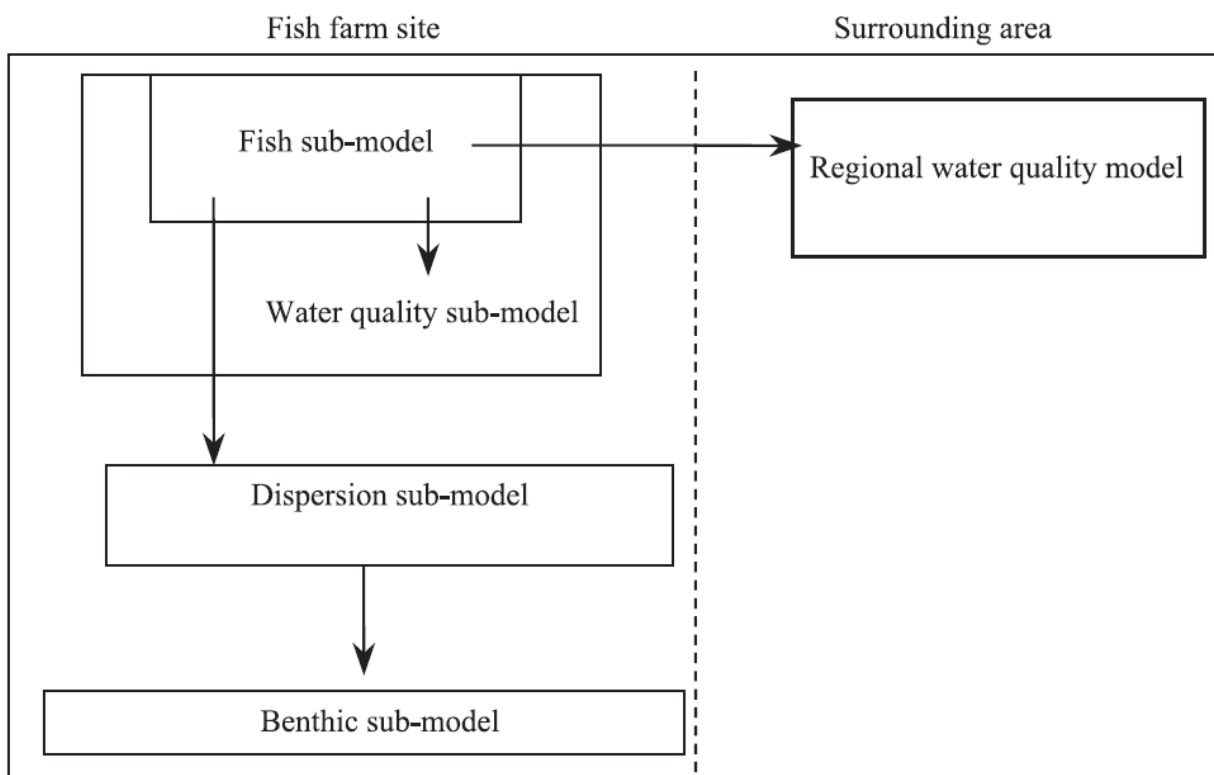 Fish farm site
Surrounding area
Fish sub-model
Regional water quality model
Water quality sub-model
Dispersion sub-model
Benthic sub-model